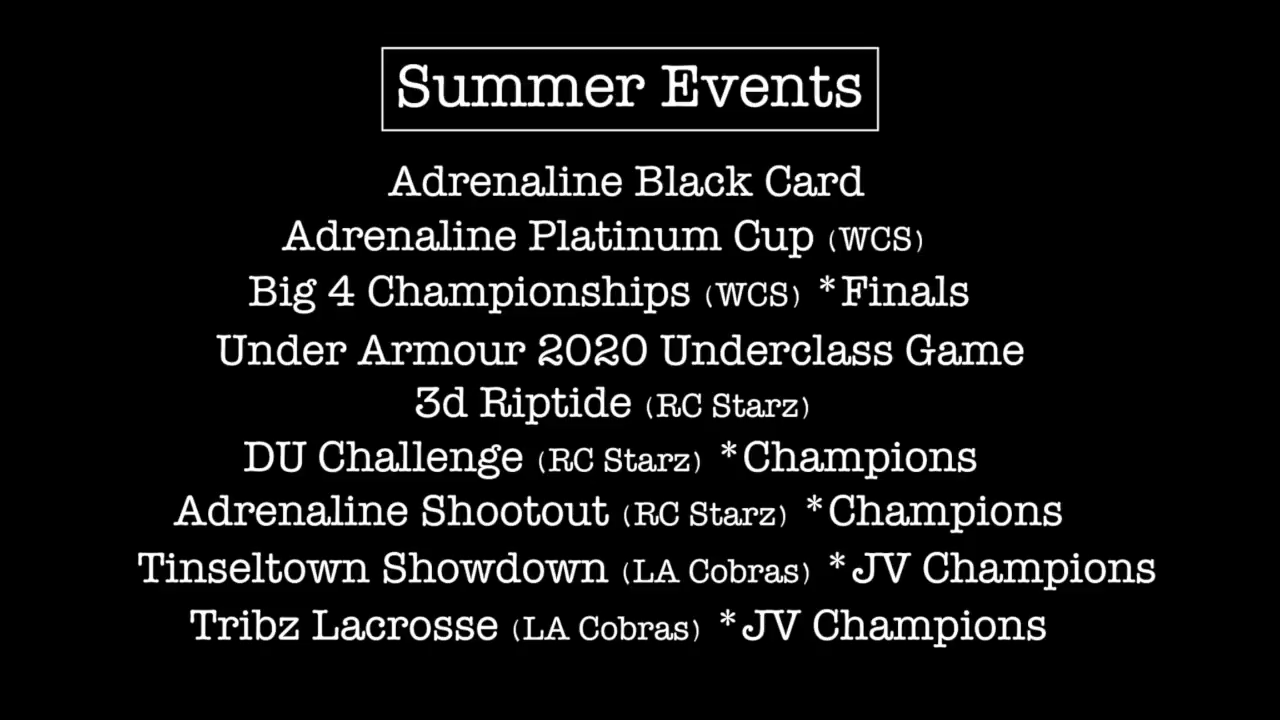 Summer Events
Adrenaline Black Card
Adrenaline Platinum Cup (WCS)
Big 4 Championships (WCS) *Finals
Under Armour 2020 Underclass Game
3d Riptide (RC Starz)
DU Challenge (RC Starz) *Champions
Adrenaline Shootout (RC Starz) *Champions
Tinseltown Showdown (LA Cobras) *JV Champions
Tribz Lacrosse (LA Cobras) *JV Champions